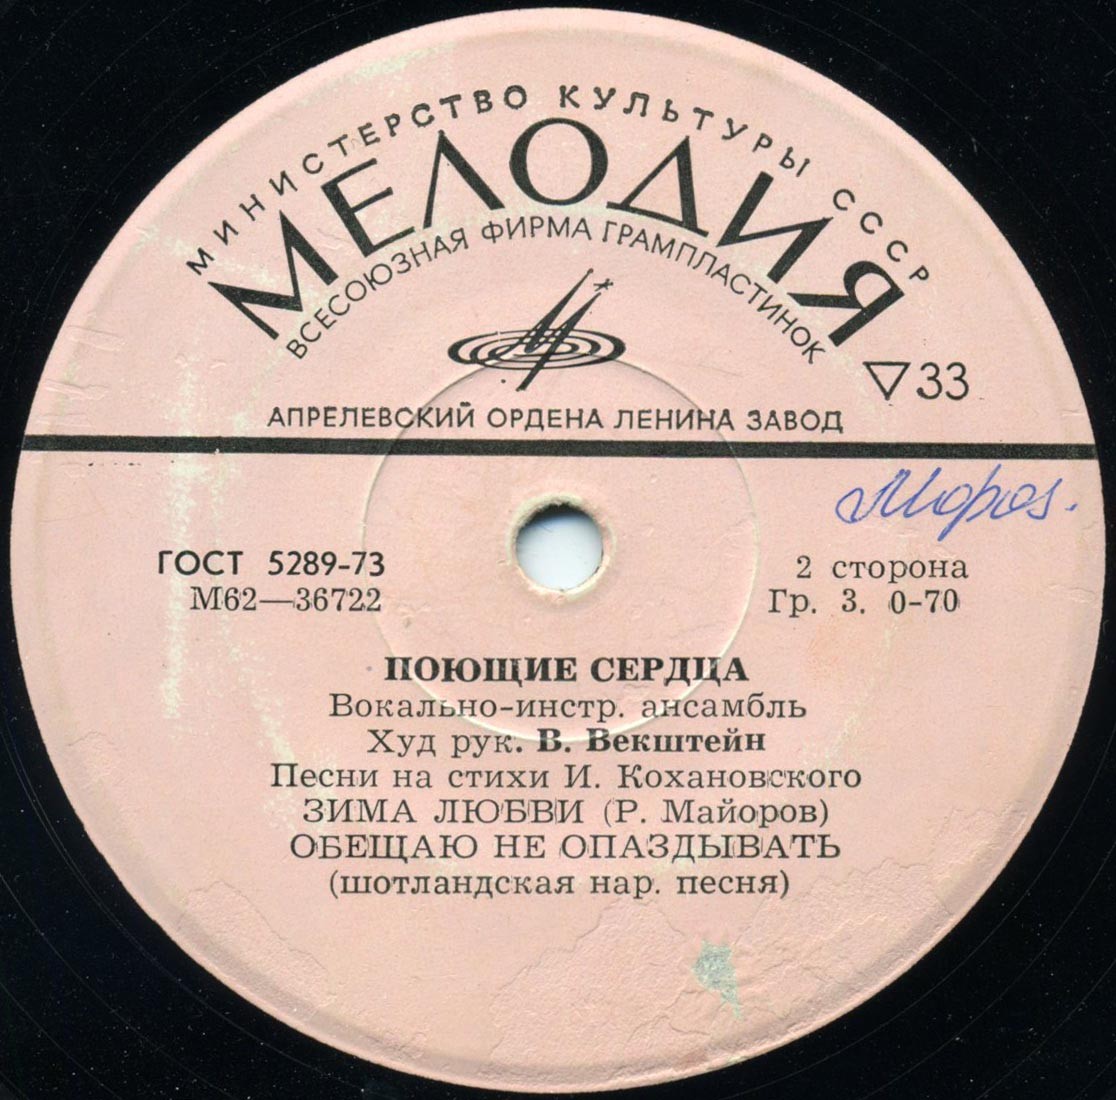 МИНИСТЕРСТВО КУЛЬТУРЫ СССР
МЕЛОДИЯ
ВСЕСОЮЗНАЯ ФИРМА ГРАМПЛАСТИНОК
▽33
АПРЕЛЕВСКИЙ ОРДЕНА ЛЕНИНА ЗАВОД
ГОСТ 5289-73
М62—36722
2 сторона
Гр. 3. 0-70
ПОЮЩИЕ СЕРДЦА
Вокально-инстр. ансамбль
Худ рук. В. Векштейн
Песни на стихи И. Кохановского
ЗИМА ЛЮБВИ (Р. Майоров)
ОБЕЩАЮ НЕ ОПАЗДЫВАТЬ
(шотландская нар. песня)